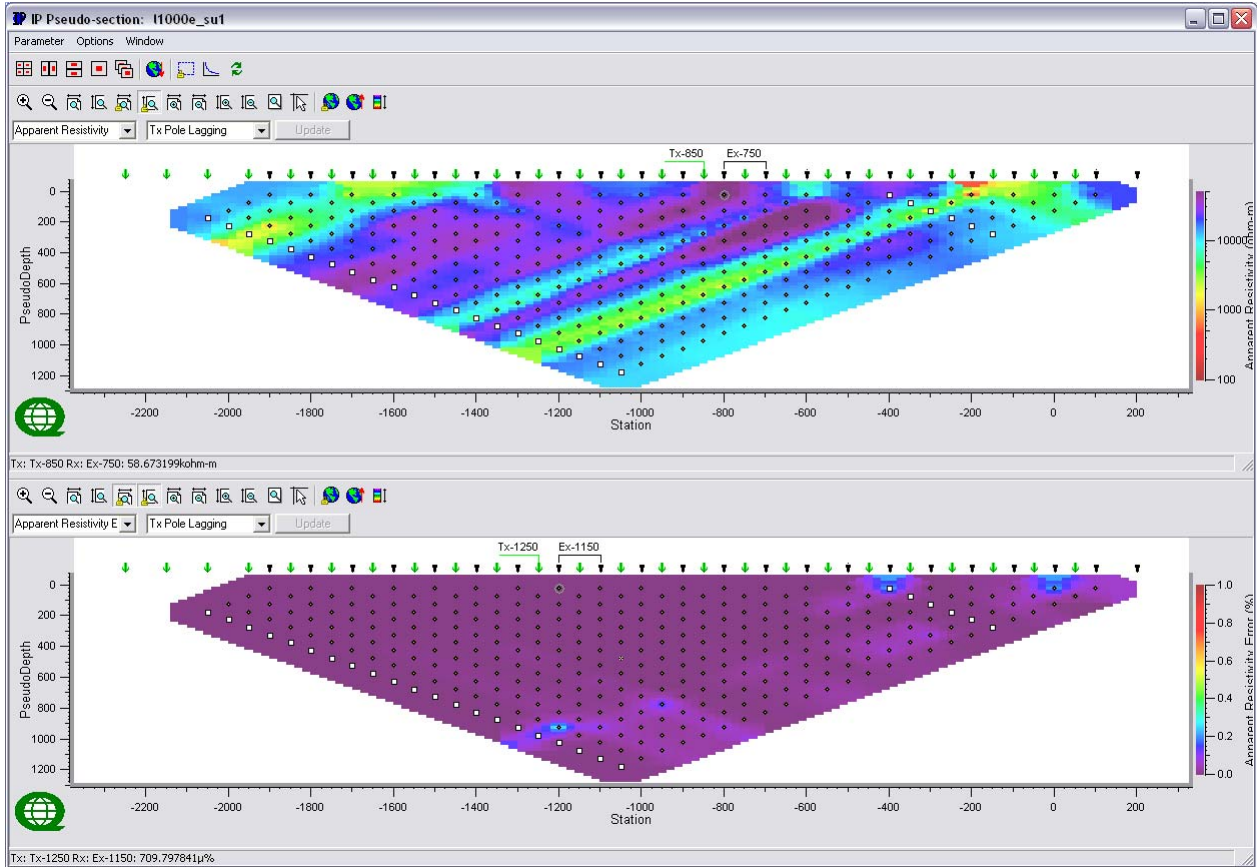 IP Pseudo-section: l1000e_su1
Parameter Options Window
Apparent Resistivity Tx Pole Lagging Update
Tx-850 Ex-750
0
200
400
600
800
1000
1200
PseudoDepth
-2200 -2000 -1800 -1600 -1400 -1200 -1000 -800 -600 -400 -200 0 200
Station
10000
1000
100
Apparent Resistivity (ohm-m)
Tx: Tx-850 Rx: Ex-750: 58.673199kohm-m
Apparent Resistivity E Tx Pole Lagging Update
Tx-1250 Ex-1150
0
200
400
600
800
1000
1200
PseudoDepth
-2200 -2000 -1800 -1600 -1400 -1200 -1000 -800 -600 -400 -200 0 200
Station
1.0
0.8
0.6
0.4
0.2
0.0
Apparent Resistivity Error (%)
Tx: Tx-1250 Rx: Ex-1150: 709.797841µ%